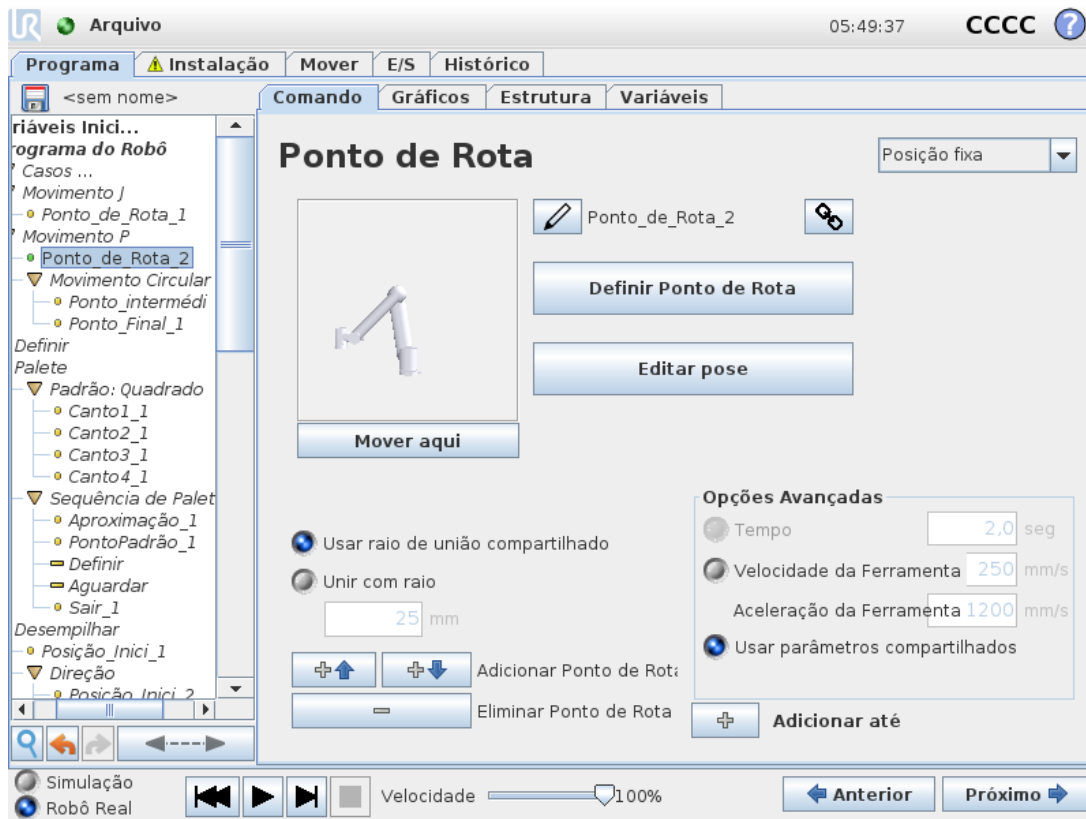 UR Arquivo 05:49:37 CCCC ?
Programa Instalação Mover E/S Histórico
<sem nome> Comando Gráficos Estrutura Variáveis
riáveis Inici...
rograma do Robô
Casos ...
Movimento J
Ponto_de_Rota_1
Movimento P
Ponto_de_Rota_2
Movimento Circular
Ponto_intermédi
Ponto_Final_1
Definir
Palete
Padrão: Quadrado
Canto1_1
Canto2_1
Canto3_1
Canto4_1
Sequência de Palet
Aproximação_1
PontoPadrão_1
Definir
Aguardar
Sair_1
Desempilhar
Posição_Inici_1
Direção
Posição_Inici_2
Ponto de Rota
Posição fixa
Ponto_de_Rota_2
Definir Ponto de Rota
Editar pose
Mover aqui
Usar raio de união compartilhado
Unir com raio
25 mm
Adicionar Ponto de Rota
Eliminar Ponto de Rota
Opções Avançadas
Tempo 2,0 seg
Velocidade da Ferramenta 250 mm/s
Aceleração da Ferramenta 1200 mm/s
Usar parâmetros compartilhados
Adicionar até
Simulação
Robô Real
Velocidade 100%
Anterior Próximo